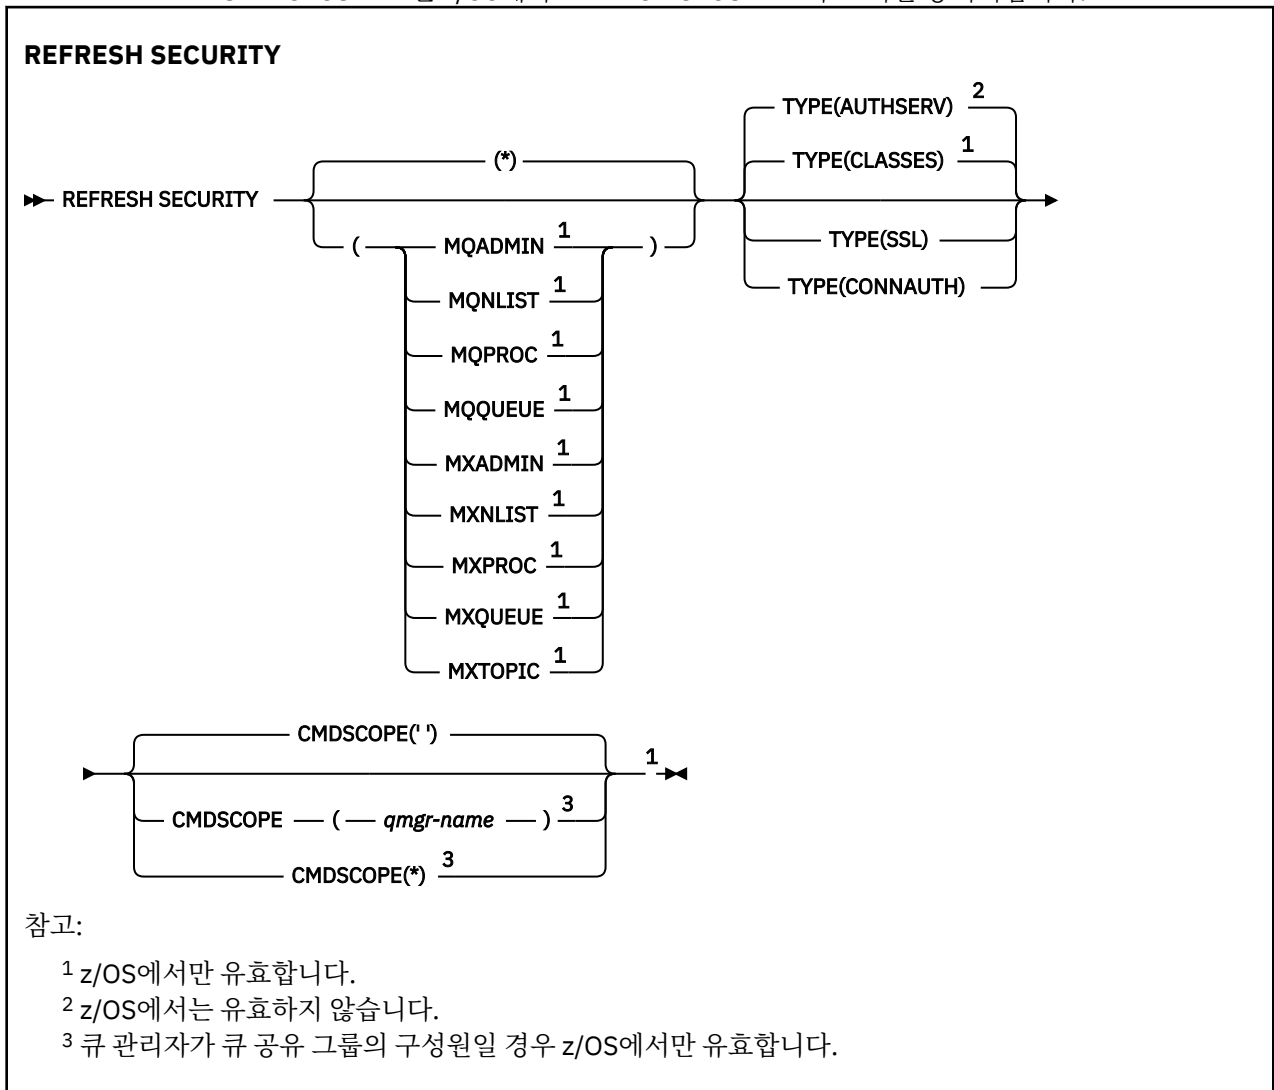 REFRESH SECURITY
TYPE(AUTHSERV) 2
(*)
TYPE(CLASSES) 1
REFRESH SECURITY
( MQADMIN 1 )
TYPE(SSL)
TYPE(CONNAUTH)
MQNLIST 1
MQPROC 1
MQQUEUE 1
MXADMIN 1
MXNLIST 1
MXPROC 1
MXQUEUE 1
MXTOPIC 1
CMDSCOPE(' ')
1
CMDSCOPE ( qmgr-name ) 3
CMDSCOPE(*) 3
참고:
1 z/OS에서만 유효합니다.
2 z/OS에서는 유효하지 않습니다.
3 큐 관리자가 큐 공유 그룹의 구성원일 경우 z/OS에서만 유효합니다.